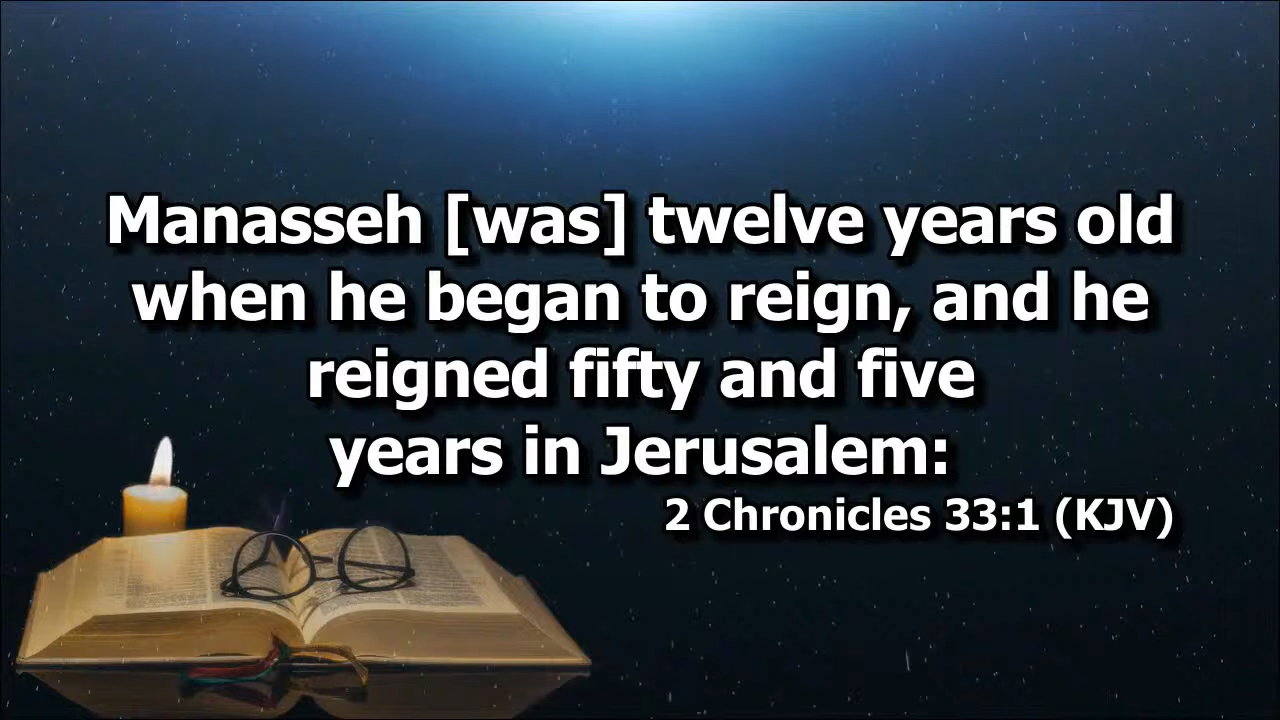 Manasseh [was] twelve years old
when he began to reign, and he
reigned fifty and five
years in Jerusalem:
2 Chronicles 33:1 (KJV)